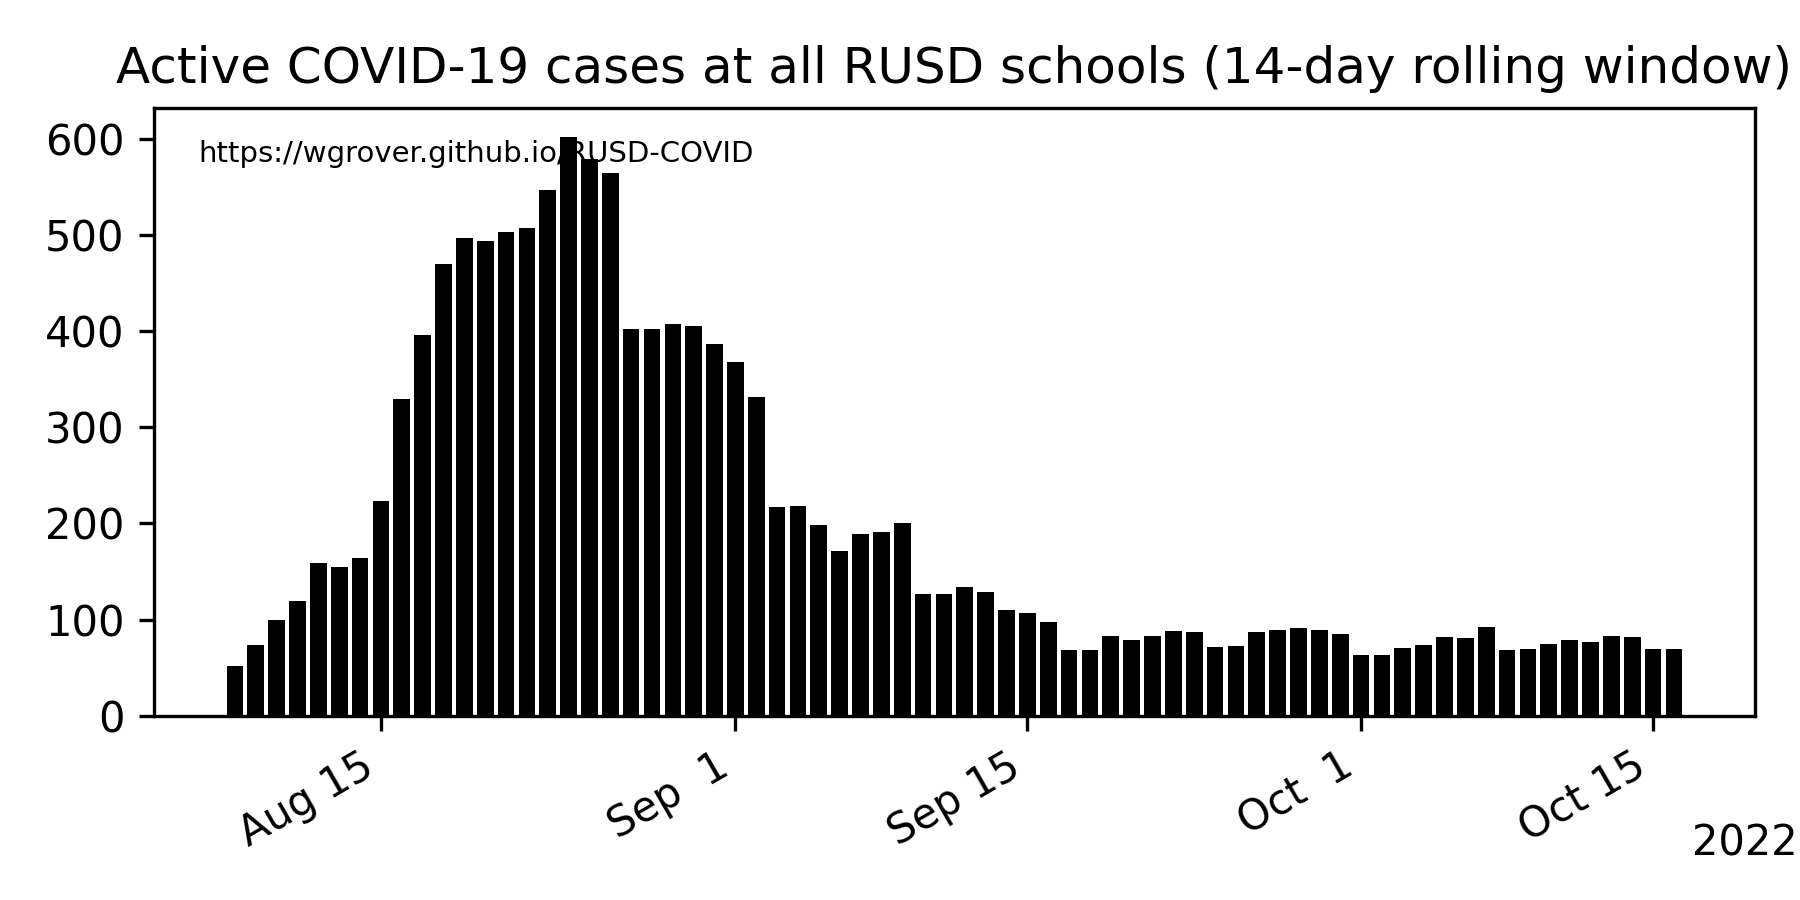 Active COVID-19 cases at all RUSD schools (14-day rolling window)
https://wgrover.github.io/RUSD-COVID
600
500
400
300
200
100
0
Aug 15
Sep 1
Sep 15
Oct 1
Oct 15
2022